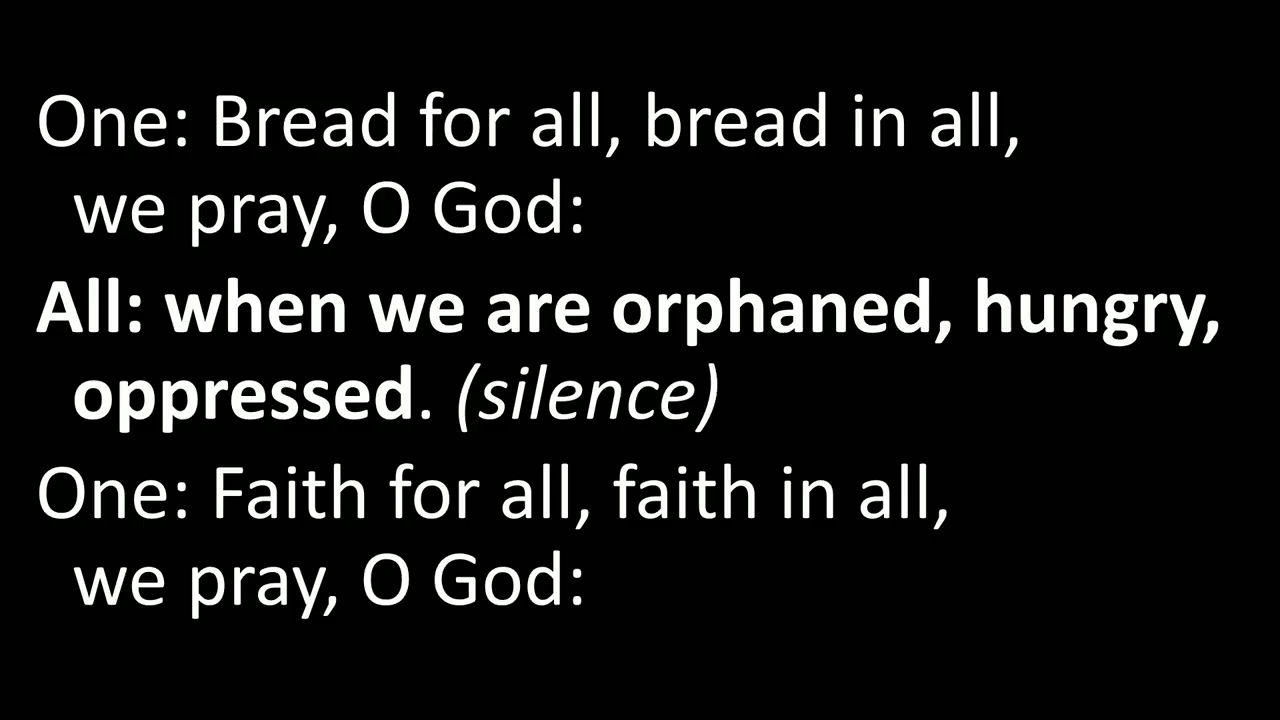 One: Bread for all, bread in all,
we pray, O God:
All: when we are orphaned, hungry,
oppressed. (silence)
One: Faith for all, faith in all,
we pray, O God: